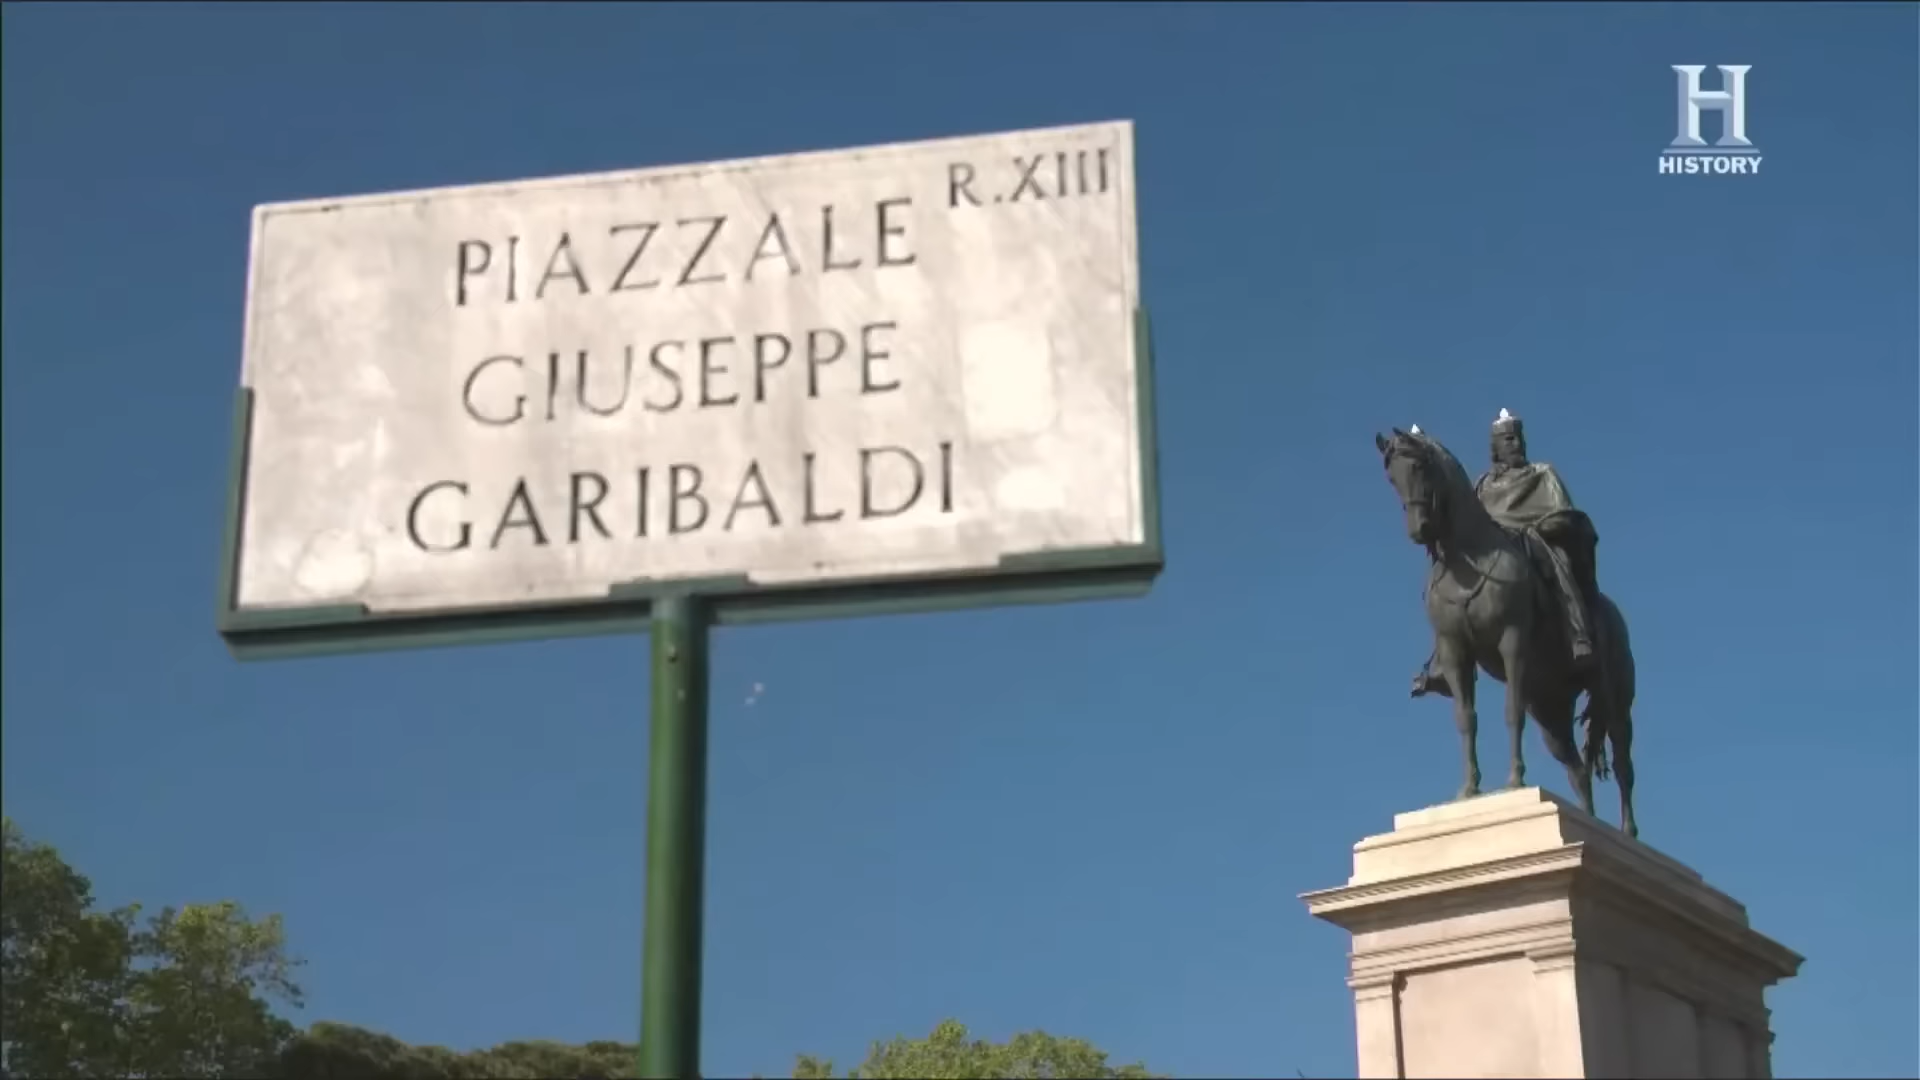 R.XIII
PIAZZALE
GIUSEPPE
GARIBALDI
H
HISTORY